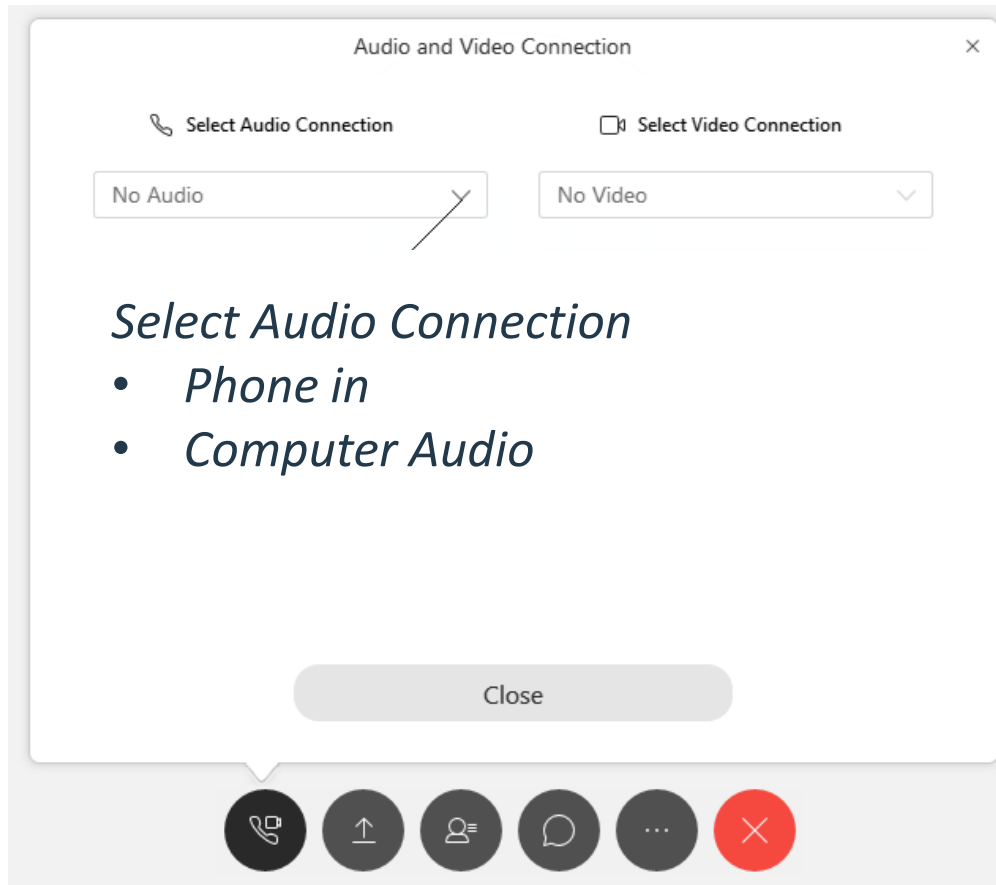 Audio and Video Connection
Select Audio Connection
Select Video Connection
No Audio
No Video
Select Audio Connection
• Phone in
• Computer Audio
Close